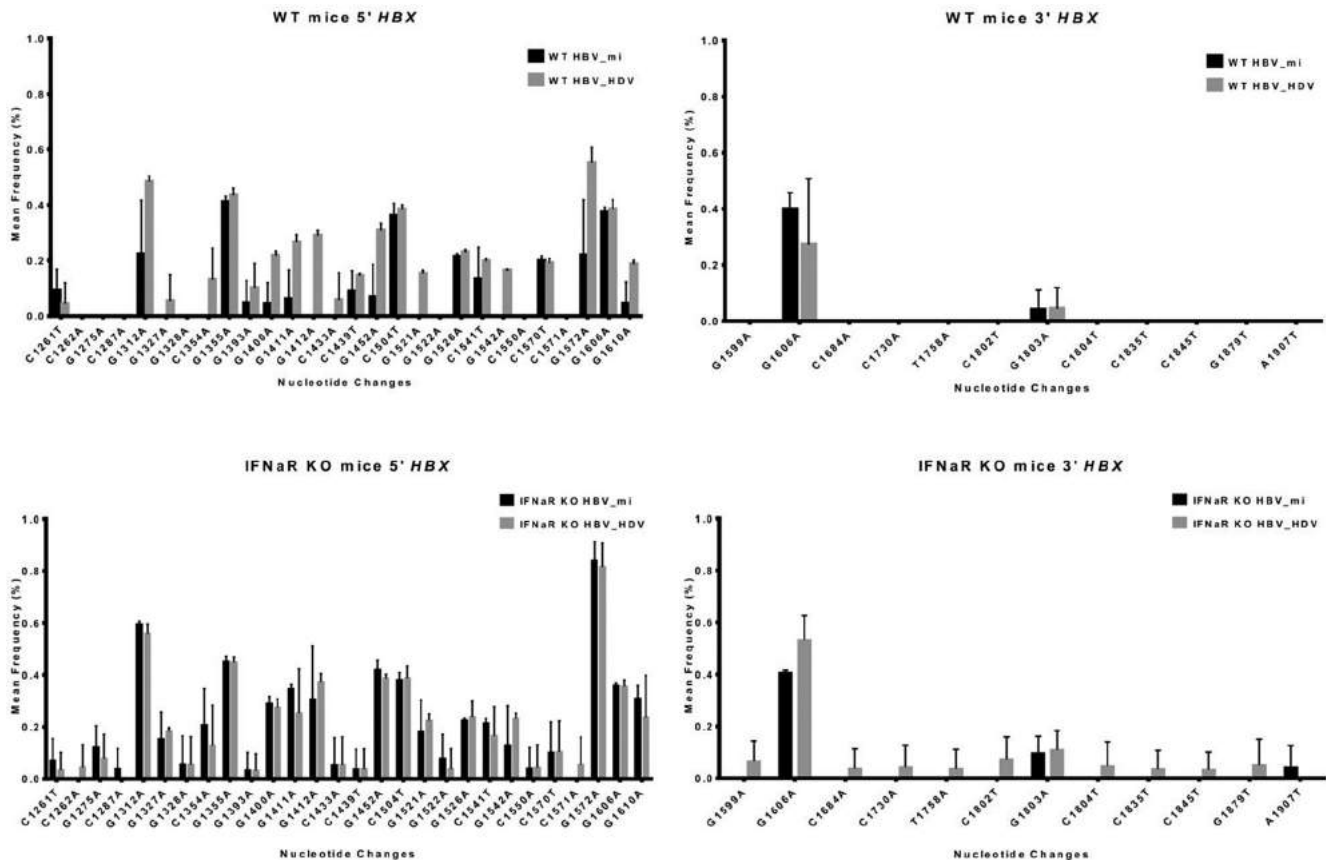 WT mice 5' HBX
WT HBV_mi
WT HBV_HDV
Mean Frequency (%)
1.0
0.8
0.6
0.4
0.2
0.0
C1261T
C1262A
G1275A
C1287A
G1312A
G1327A
G1328A
C1354A
G1355A
G1393A
G1400A
G1411A
G1412A
C1433A
C1439T
G1452A
C1504T
G1521A
G1522A
G1526A
C1541T
G1542A
C1550A
C1570T
C1571A
G1572A
G1606A
G1610A
Nucleotide Changes
WT mice 3' HBX
WT HBV_mi
WT HBV_HDV
Mean Frequency (%)
1.0
0.8
0.6
0.4
0.2
0.0
G1599A
G1606A
C1684A
C1730A
T1758A
C1802T
G1803A
C1804T
C1835T
C1845T
G1879T
A1907T
Nucleotide Changes
IFNaR KO mice 5' HBX
IFNaR KO HBV_mi
IFNaR KO HBV_HDV
Mean Frequency (%)
1.0
0.8
0.6
0.4
0.2
0.0
C1261T
C1262A
G1275A
C1287A
G1312A
G1327A
G1328A
C1354A
G1355A
G1393A
G1400A
G1411A
G1412A
C1433A
C1439T
G1452A
C1504T
G1521A
G1522A
G1526A
C1541T
G1542A
C1550A
C1570T
C1571A
G1572A
G1606A
G1610A
Nucleotide Changes
IFNaR KO mice 3' HBX
IFNaR KO HBV_mi
IFNaR KO HBV_HDV
Mean Frequency (%)
1.0
0.8
0.6
0.4
0.2
0.0
G1599A
G1606A
C1684A
C1730A
T1758A
C1802T
G1803A
C1804T
C1835T
C1845T
G1879T
A1907T
Nucleotide Changes